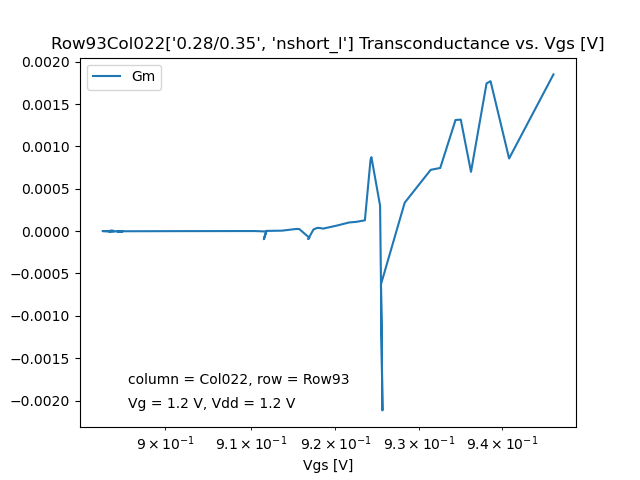 Row93Col022['0.28/0.35', 'nshort_l'] Transconductance vs. Vgs [V]
Gm
0.0020
0.0015
0.0010
0.0005
0.0000
−0.0005
−0.0010
−0.0015
−0.0020
column = Col022, row = Row93
Vg = 1.2 V, Vdd = 1.2 V
9 × 10⁻¹ 9.1 × 10⁻¹ 9.2 × 10⁻¹ 9.3 × 10⁻¹ 9.4 × 10⁻¹
Vgs [V]